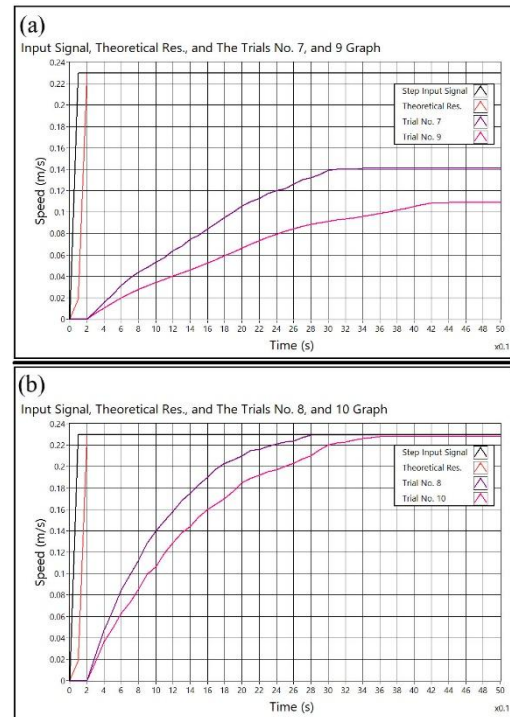 (a)
Input Signal, Theoretical Res., and The Trials No. 7, and 9 Graph
0.24
0.22
0.2
0.18
0.16
0.14
0.12
0.1
0.08
0.06
0.04
0.02
0
Speed (m/s)
Step Input Signal
Theoretical Res.
Trial No. 7
Trial No. 9
0 2 4 6 8 10 12 14 16 18 20 22 24 26 28 30 32 34 36 38 40 42 44 46 48 50
Time (s)
x0.1
(b)
Input Signal, Theoretical Res., and The Trials No. 8, and 10 Graph
0.24
0.22
0.2
0.18
0.16
0.14
0.12
0.1
0.08
0.06
0.04
0.02
0
Speed (m/s)
Step Input Signal
Theoretical Res.
Trial No. 8
Trial No. 10
0 2 4 6 8 10 12 14 16 18 20 22 24 26 28 30 32 34 36 38 40 42 44 46 48 50
Time (s)
x0.1